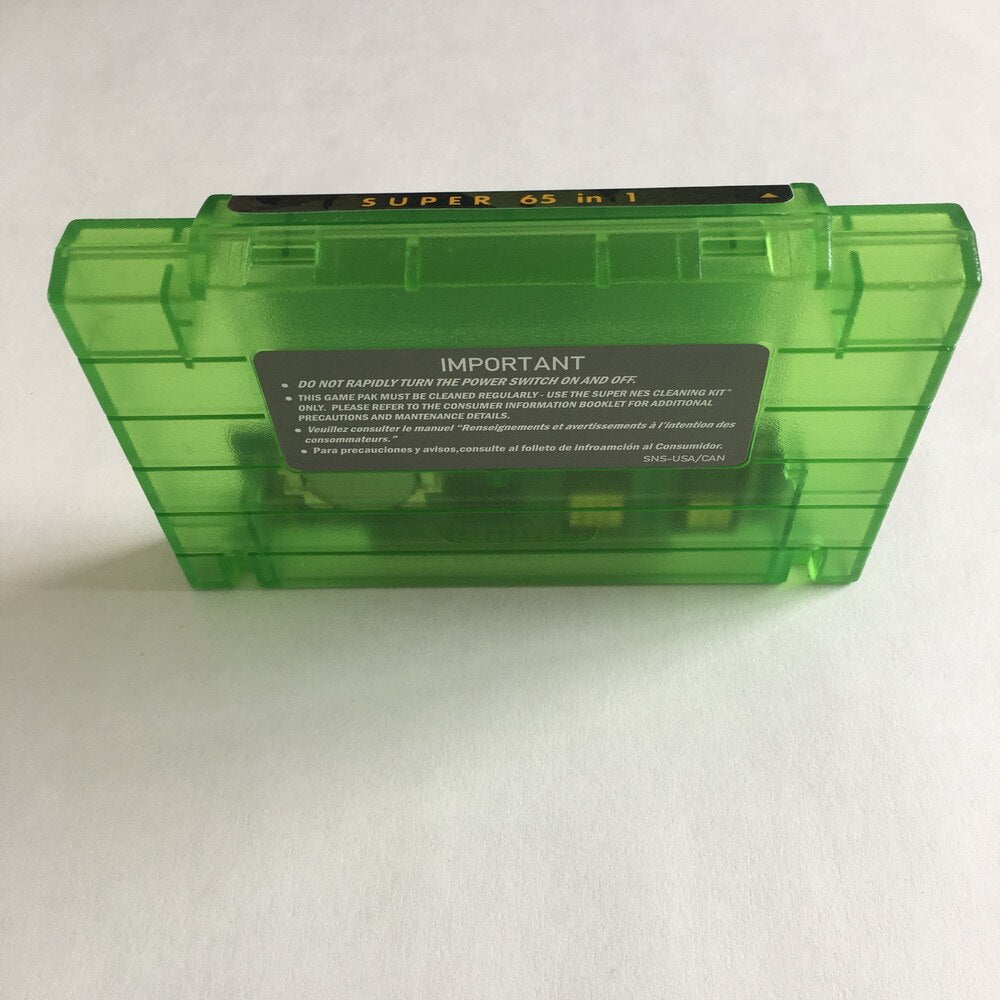 SUPER 65 in 1
IMPORTANT
• DO NOT RAPIDLY TURN THE POWER SWITCH ON AND OFF.
• THIS GAME PAK MUST BE CLEANED REGULARLY - USE THE SUPER NES CLEANING KIT™
ONLY. PLEASE REFER TO THE CONSUMER INFORMATION BOOKLET FOR ADDITIONAL
PRECAUTIONS AND MANTENANCE DETAILS.
• Veuillez consulter le manuel "Renseignements et avertissements à l'intention des
consommateurs."
• Para precauciones y avisos,consulte al folleto de infroamción al Consumidor.
SNS-USA/CAN